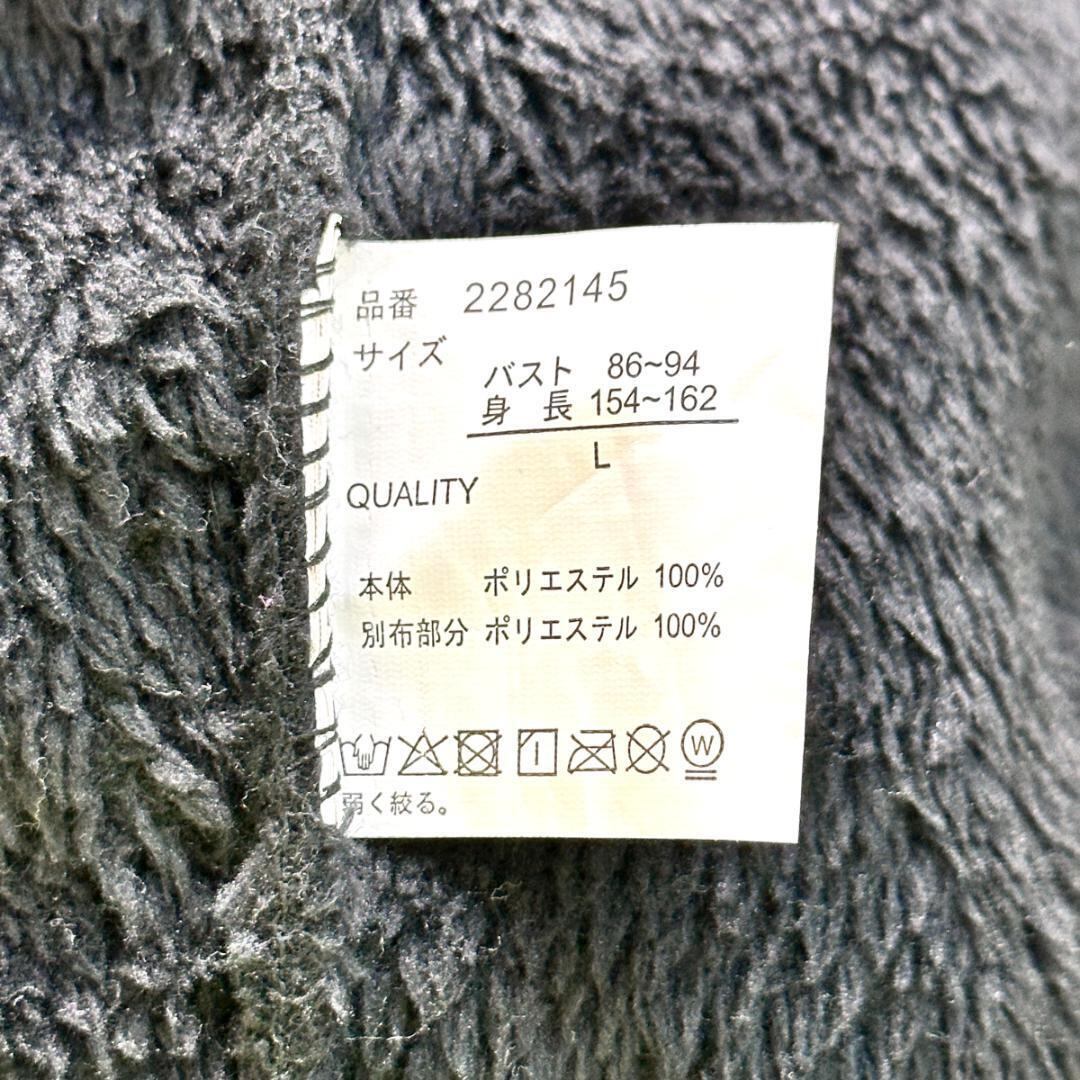 品番 2282145
サイズ
バスト 86~94
身 長 154~162
L
QUALITY
本体 ポリエステル 100%
別布部分 ポリエステル 100%
W
弱く絞る。